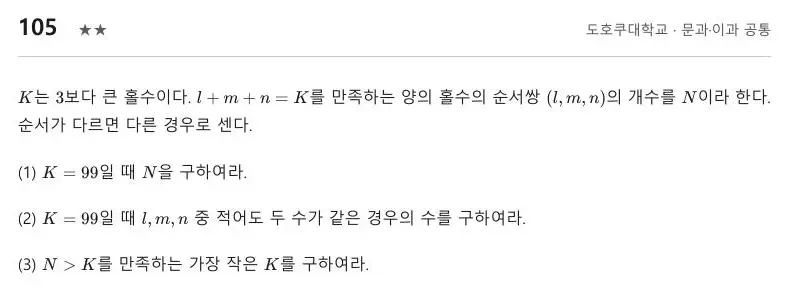 105 ★★ 도호쿠대학교 · 문과·이과 공통
K는 3보다 큰 홀수이다. l + m + n = K를 만족하는 양의 홀수의 순서쌍 (l, m, n)의 개수를 N이라 한다.
순서가 다르면 다른 경우로 센다.
(1) K = 99일 때 N을 구하여라.
(2) K = 99일 때 l, m, n 중 적어도 두 수가 같은 경우의 수를 구하여라.
(3) N > K를 만족하는 가장 작은 K를 구하여라.